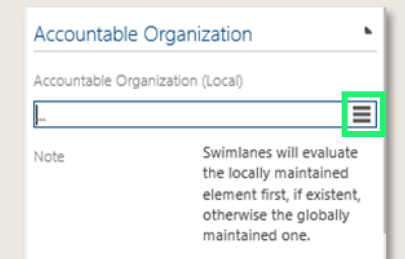 Accountable Organization
Accountable Organization (Local)
...
Note
Swimlanes will evaluate
the locally maintained
element first, if existent,
otherwise the globally
maintained one.